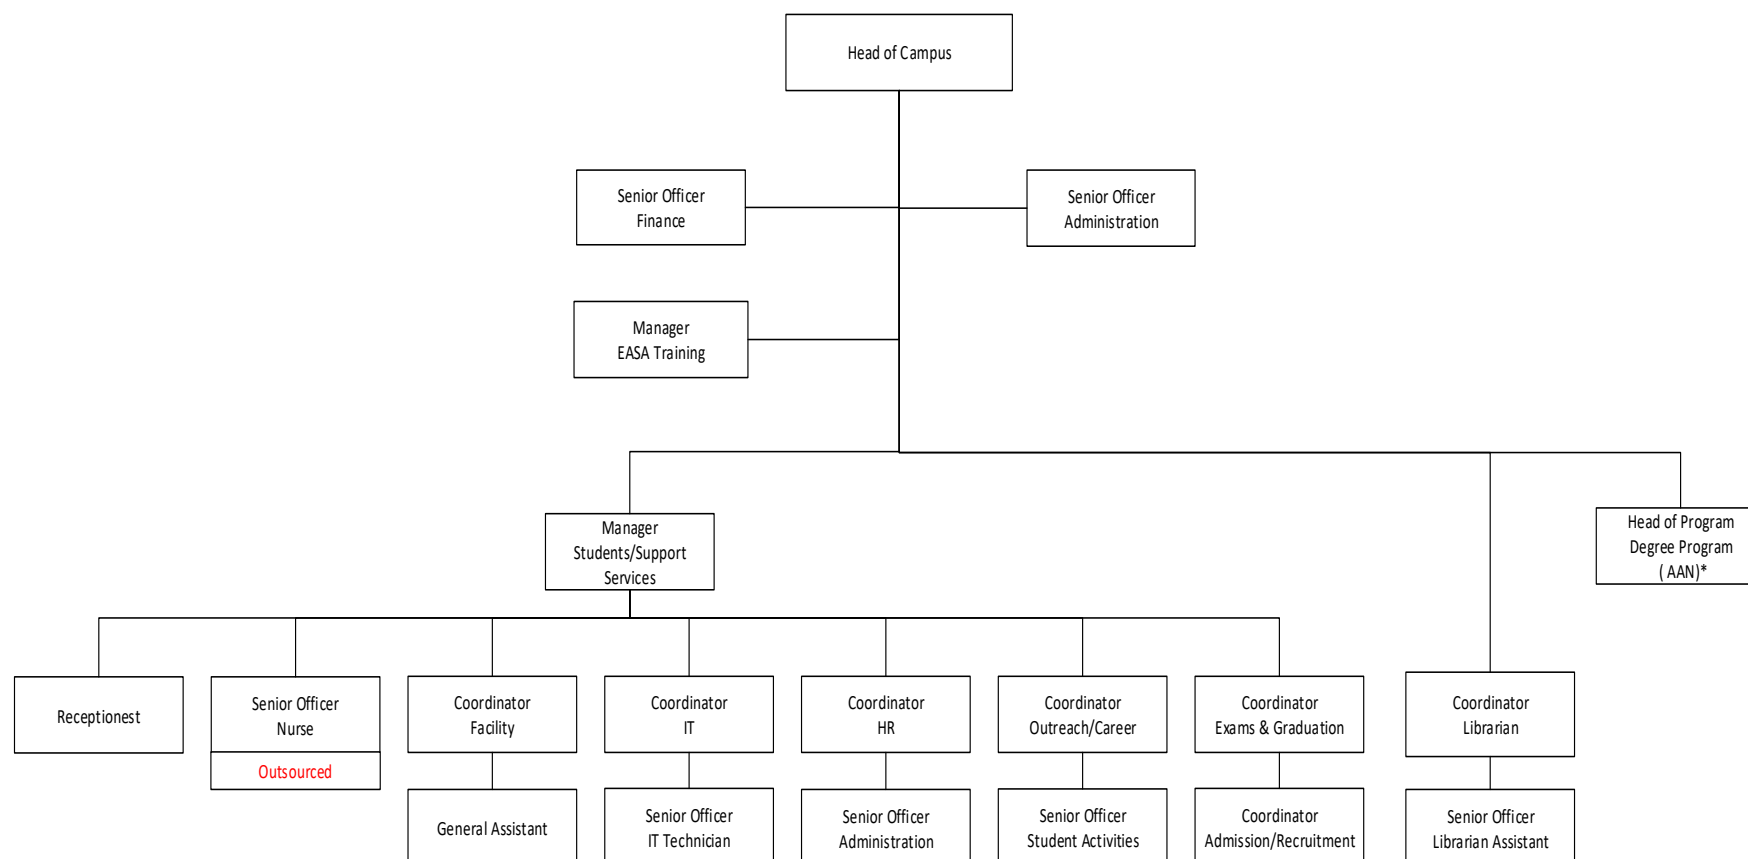 Head of Campus
Senior Officer
Finance
Senior Officer
Administration
Manager
EASA Training
Manager
Students/Support
Services
Head of Program
Degree Program
( AAN)*
Receptionest
Senior Officer
Nurse
Outsourced
Coordinator
Facility
Coordinator
IT
Coordinator
HR
Coordinator
Outreach/Career
Coordinator
Exams & Graduation
Coordinator
Librarian
General Assistant
Senior Officer
IT Technician
Senior Officer
Administration
Senior Officer
Student Activities
Coordinator
Admission/Recruitment
Senior Officer
Librarian Assistant